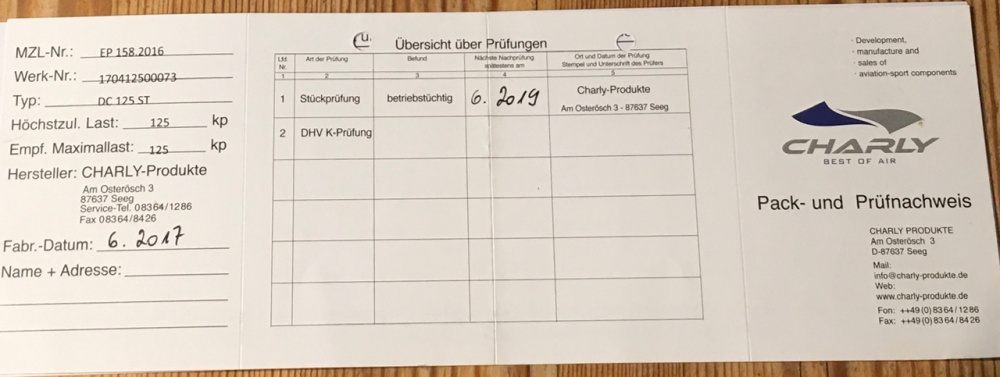 MZL-Nr.: EP 158.2016
Werk-Nr.: 170412500073
Typ: DC 125 ST
Höchstzul. Last: 125 kp
Empf. Maximallast: 125 kp
Hersteller: CHARLY-Produkte
Am Osterösch 3
87637 Seeg
Service-Tel. 08364/1286
Fax 08364/8426
Fabr.-Datum: 6. 2017
Name + Adresse:
Übersicht über Prüfungen
Lfd. Nr. Art der Prüfung Befund Nächste Nachprüfung spätestens am Ort und Datum der Prüfung Stempel und Unterschrift des Prüfers
1 2 3 4 5
1 Stückprüfung betriebstüchtig 6. 2019 Charly-Produkte
Am Osterösch 3 - 87637 Seeg
2 DHV K-Prüfung
· Development,
· manufacture and
· sales of
· aviation-sport components
CHARLY
BEST OF AIR
Pack- und Prüfnachweis
CHARLY PRODUKTE
Am Osterösch 3
D-87637 Seeg
Mail:
info@charly-produkte.de
Web:
www.charly-produkte.de
Fon: ++49(0)8364/1286
Fax: ++49(0)8364/8426